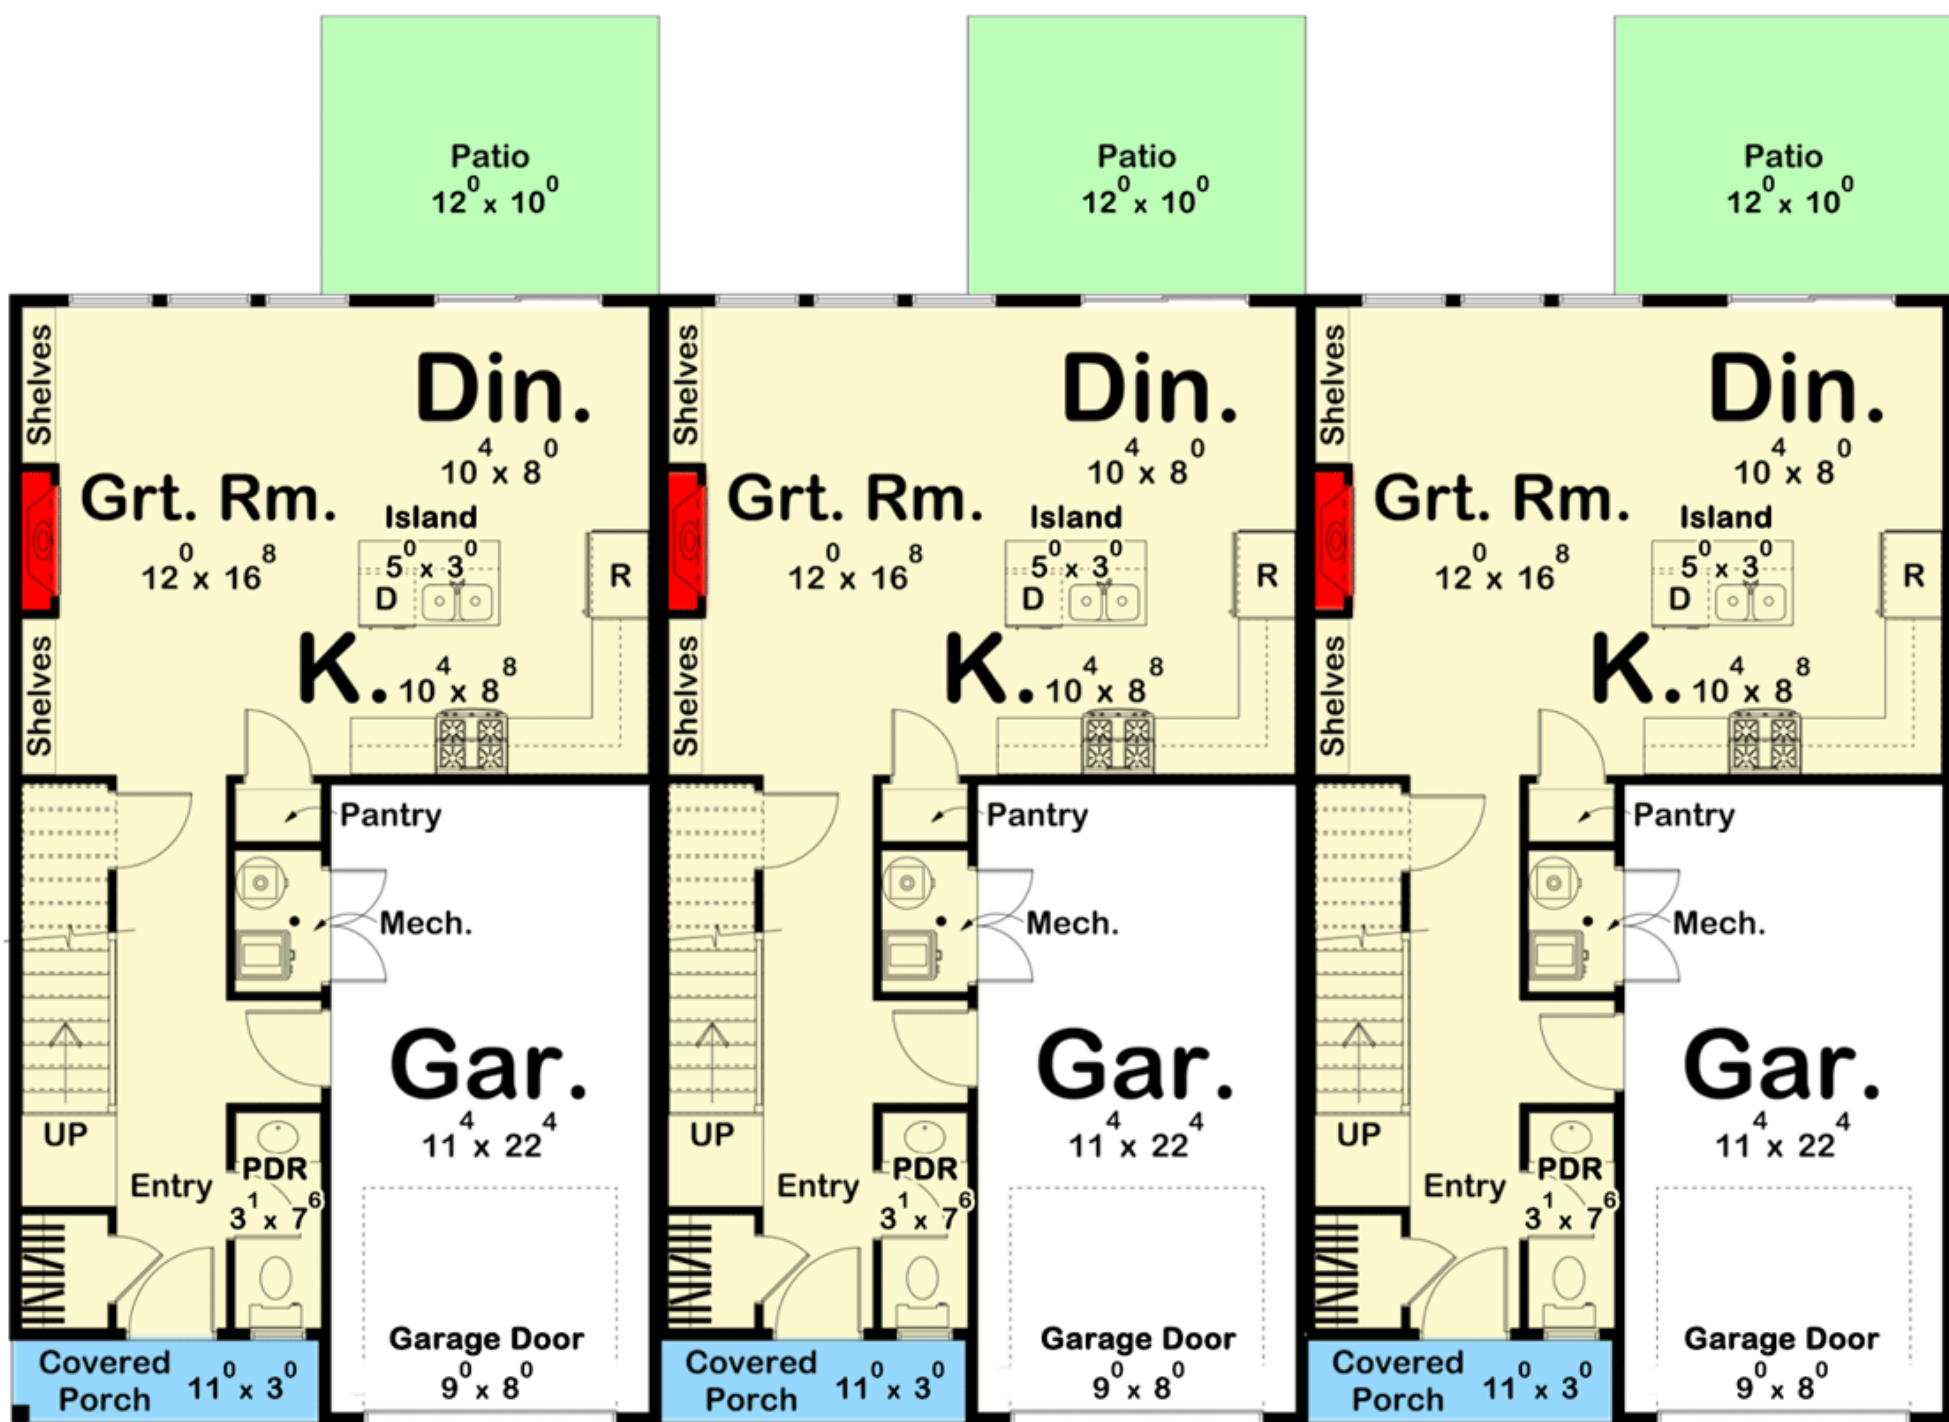 Patio
12⁰ x 10⁰
Patio
12⁰ x 10⁰
Patio
12⁰ x 10⁰
Shelves
Din.
10⁴ x 8⁰
Grt. Rm.
12⁰ x 16⁸
Island
5⁰ x 3⁰
D
R
K. 10⁴ x 8⁸
Shelves
Pantry
Mech.
Gar.
11⁴ x 22⁴
UP
Entry
PDR
3¹ x 7⁶
Garage Door
9⁰ x 8⁰
Covered
Porch 11⁰ x 3⁰
Shelves
Din.
10⁴ x 8⁰
Grt. Rm.
12⁰ x 16⁸
Island
5⁰ x 3⁰
D
R
K. 10⁴ x 8⁸
Shelves
Pantry
Mech.
Gar.
11⁴ x 22⁴
UP
Entry
PDR
3¹ x 7⁶
Garage Door
9⁰ x 8⁰
Covered
Porch 11⁰ x 3⁰
Shelves
Din.
10⁴ x 8⁰
Grt. Rm.
12⁰ x 16⁸
Island
5⁰ x 3⁰
D
R
K. 10⁴ x 8⁸
Shelves
Pantry
Mech.
Gar.
11⁴ x 22⁴
UP
Entry
PDR
3¹ x 7⁶
Garage Door
9⁰ x 8⁰
Covered
Porch 11⁰ x 3⁰